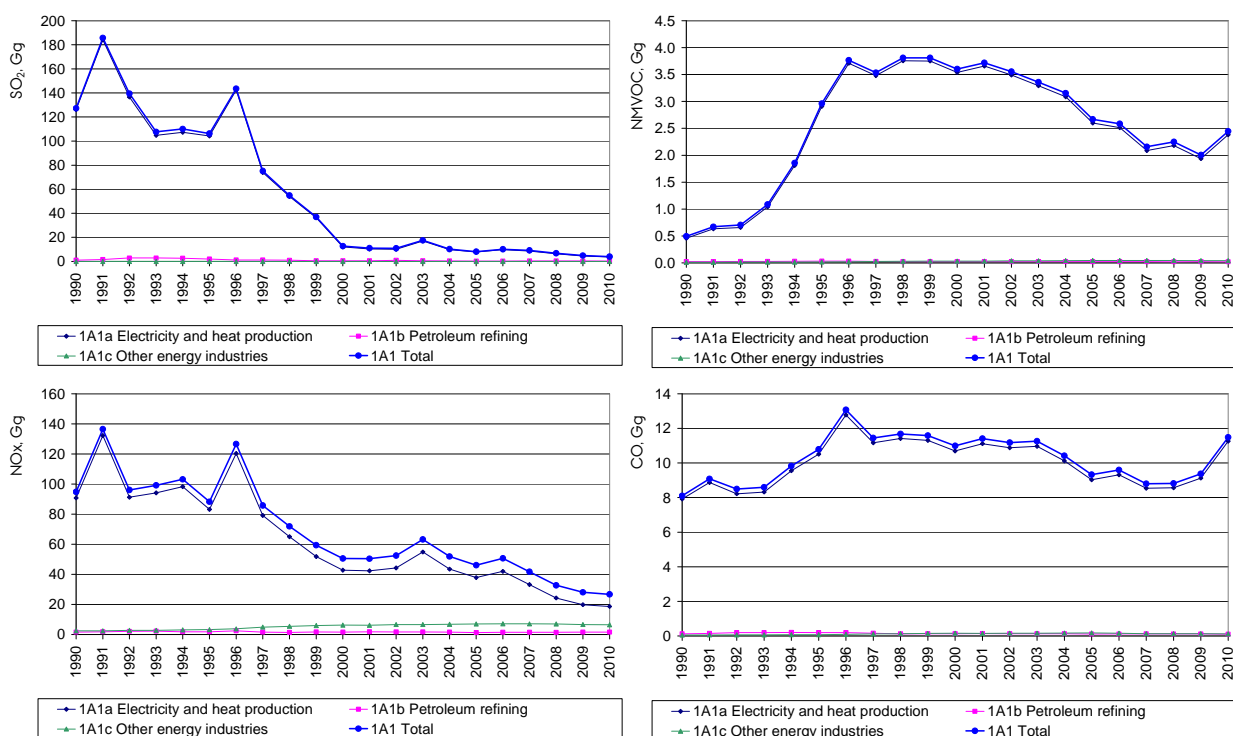 SO2, Gg
200
180
160
140
120
100
80
60
40
20
0
1990 1991 1992 1993 1994 1995 1996 1997 1998 1999 2000 2001 2002 2003 2004 2005 2006 2007 2008 2009 2010
1A1a Electricity and heat production 1A1b Petroleum refining
1A1c Other energy industries 1A1 Total
NMVOC, Gg
4.5
4.0
3.5
3.0
2.5
2.0
1.5
1.0
0.5
0.0
1990 1991 1992 1993 1994 1995 1996 1997 1998 1999 2000 2001 2002 2003 2004 2005 2006 2007 2008 2009 2010
1A1a Electricity and heat production 1A1b Petroleum refining
1A1c Other energy industries 1A1 Total
NOx, Gg
160
140
120
100
80
60
40
20
0
1990 1991 1992 1993 1994 1995 1996 1997 1998 1999 2000 2001 2002 2003 2004 2005 2006 2007 2008 2009 2010
1A1a Electricity and heat production 1A1b Petroleum refining
1A1c Other energy industries 1A1 Total
CO, Gg
14
12
10
8
6
4
2
0
1990 1991 1992 1993 1994 1995 1996 1997 1998 1999 2000 2001 2002 2003 2004 2005 2006 2007 2008 2009 2010
1A1a Electricity and heat production 1A1b Petroleum refining
1A1c Other energy industries 1A1 Total